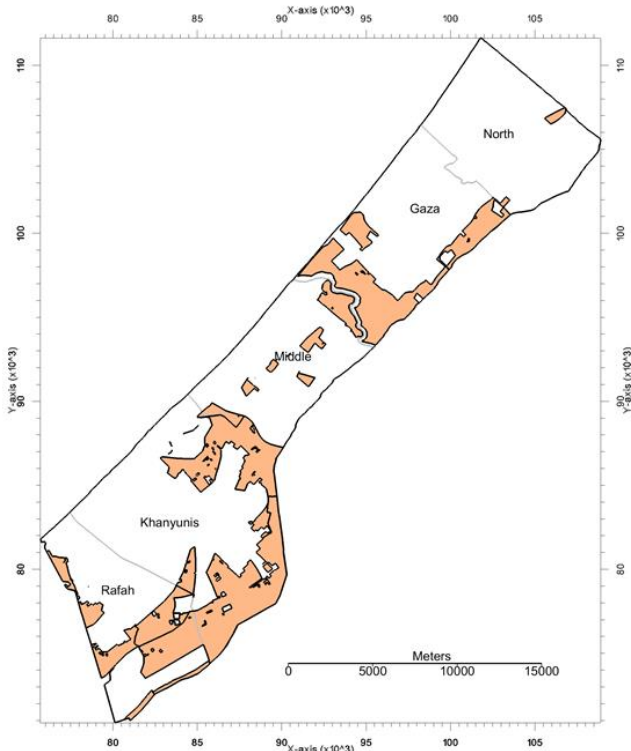 X-axis (x10^3)
80 85 90 95 100 105
110 110
North
Gaza
100 100
Y-axis (x10^3) Y-axis (x10^3)
Middle
90 90
Khanyunis
80 80
Rafah
Meters
0 5000 10000 15000
80 85 90 95 100 105
X-axis (x10^3)